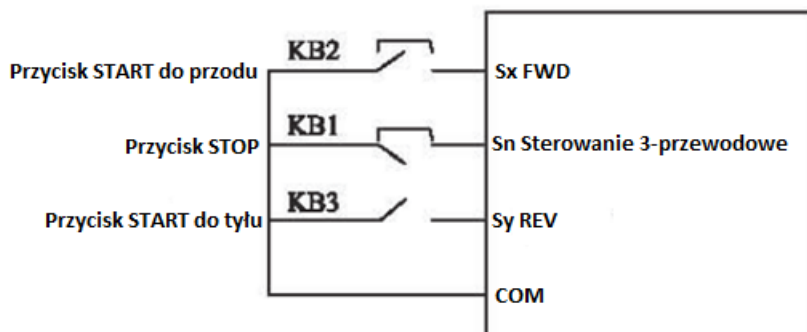 Przycisk START do przodu KB2 Sx FWD
Przycisk STOP KB1 Sn Sterowanie 3-przewodowe
Przycisk START do tyłu KB3 Sy REV
COM